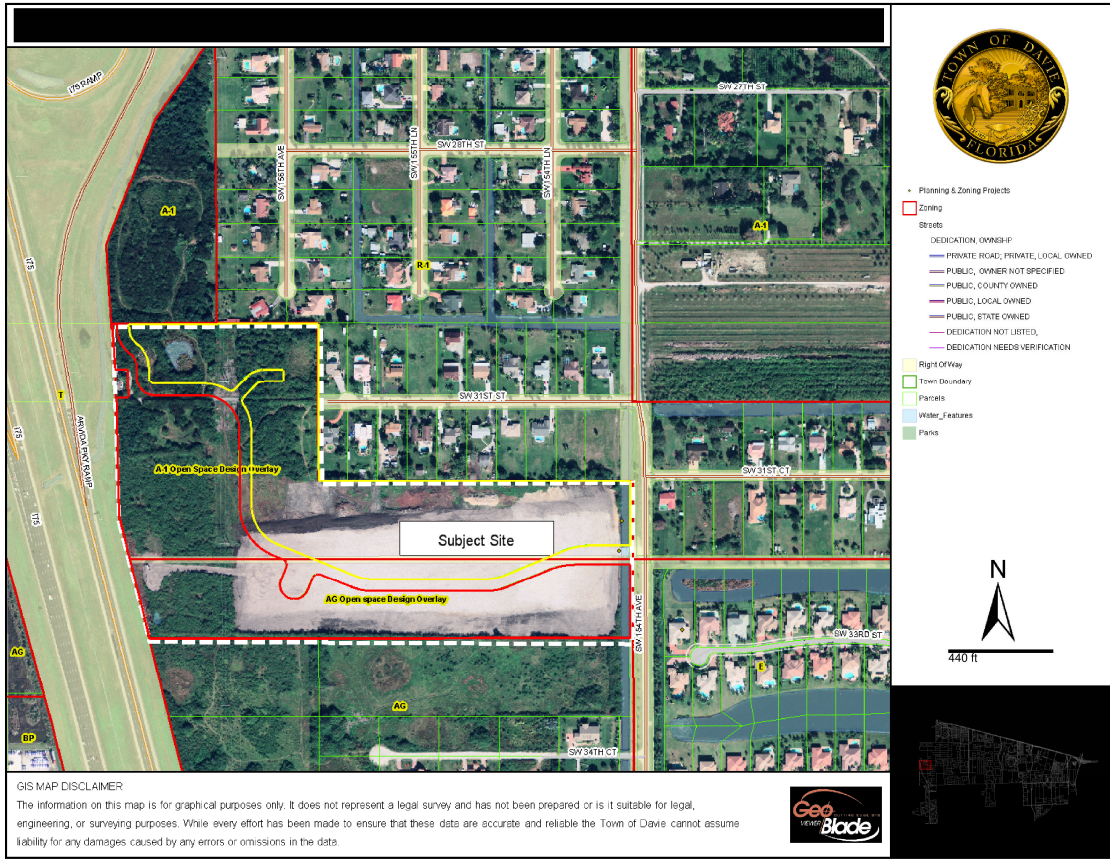 TOWN OF DAVIE
FLORIDA
I75 RAMP
SW 27TH ST
SW 28TH ST
SW 156TH AVE
SW 155TH LN
SW 154TH LN
A-1
A-1
R-1
I75
T
ARVIDA PKY RAMP
I75
I75
SW 31ST ST
A-1 Open Space Design Overlay
SW 31ST CT
Subject Site
AG Open space Design Overlay
SW 154TH AVE
SW 33RD ST
E
AG
AG
BP
SW 34TH CT
Planning & Zoning Projects
Zoning
Streets
DEDICATION, OWNSHP
PRIVATE ROAD; PRIVATE, LOCAL OWNED
PUBLIC, OWNER NOT SPECIFIED
PUBLIC, COUNTY OWNED
PUBLIC, LOCAL OWNED
PUBLIC, STATE OWNED
DEDICATION NOT LISTED,
DEDICATION NEEDS VERIFICATION
Right Of Way
Town Boundary
Parcels
Water_Features
Parks
N
440 ft
GIS MAP DISCLAIMER
The information on this map is for graphical purposes only. It does not represent a legal survey and has not been prepared or is it suitable for legal,
engineering, or surveying purposes. While every effort has been made to ensure that these data are accurate and reliable the Town of Davie cannot assume
liability for any damages caused by any errors or omissions in the data.
Geo
CUTTING EDGE GIS
VIEWER Blade